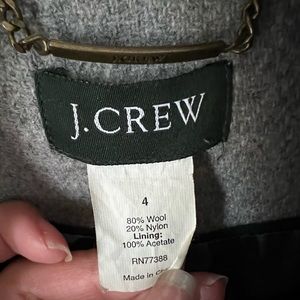 J.CREW
4
80% Wool
20% Nylon
Lining:
100% Acetate
RN77388
Made in